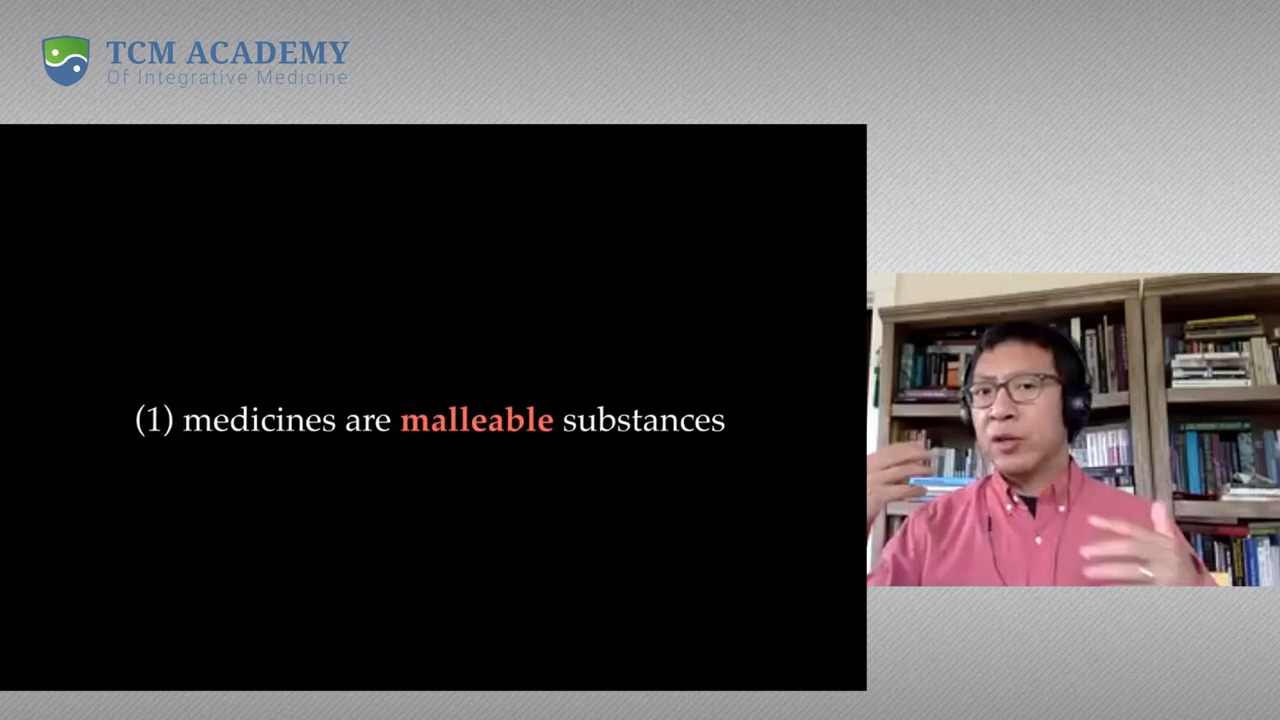 TCM ACADEMY
Of Integrative Medicine
(1) medicines are malleable substances